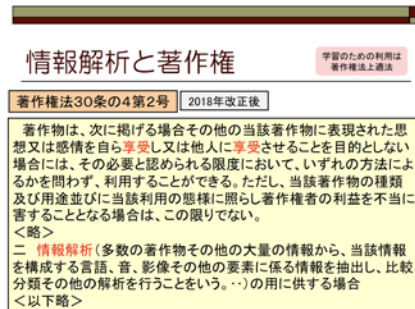 情報解析と著作権
学習のための利用は
著作権法上適法
著作権法30条の4第2号
2018年改正後
著作物は、次に掲げる場合その他の当該著作物に表現された思
想又は感情を自ら享受し又は他人に享受させることを目的としない
場合には、その必要と認められる限度において、いずれの方法によ
るかを問わず、利用することができる。ただし、当該著作物の種類
及び用途並びに当該利用の態様に照らし著作権者の利益を不当に
害することとなる場合は、この限りでない。
<略>
二 情報解析(多数の著作物その他の大量の情報から、当該情報
を構成する言語、音、影像その他の要素に係る情報を抽出し、比較
分類その他の解析を行うことをいう。‥)の用に供する場合
<以下略>